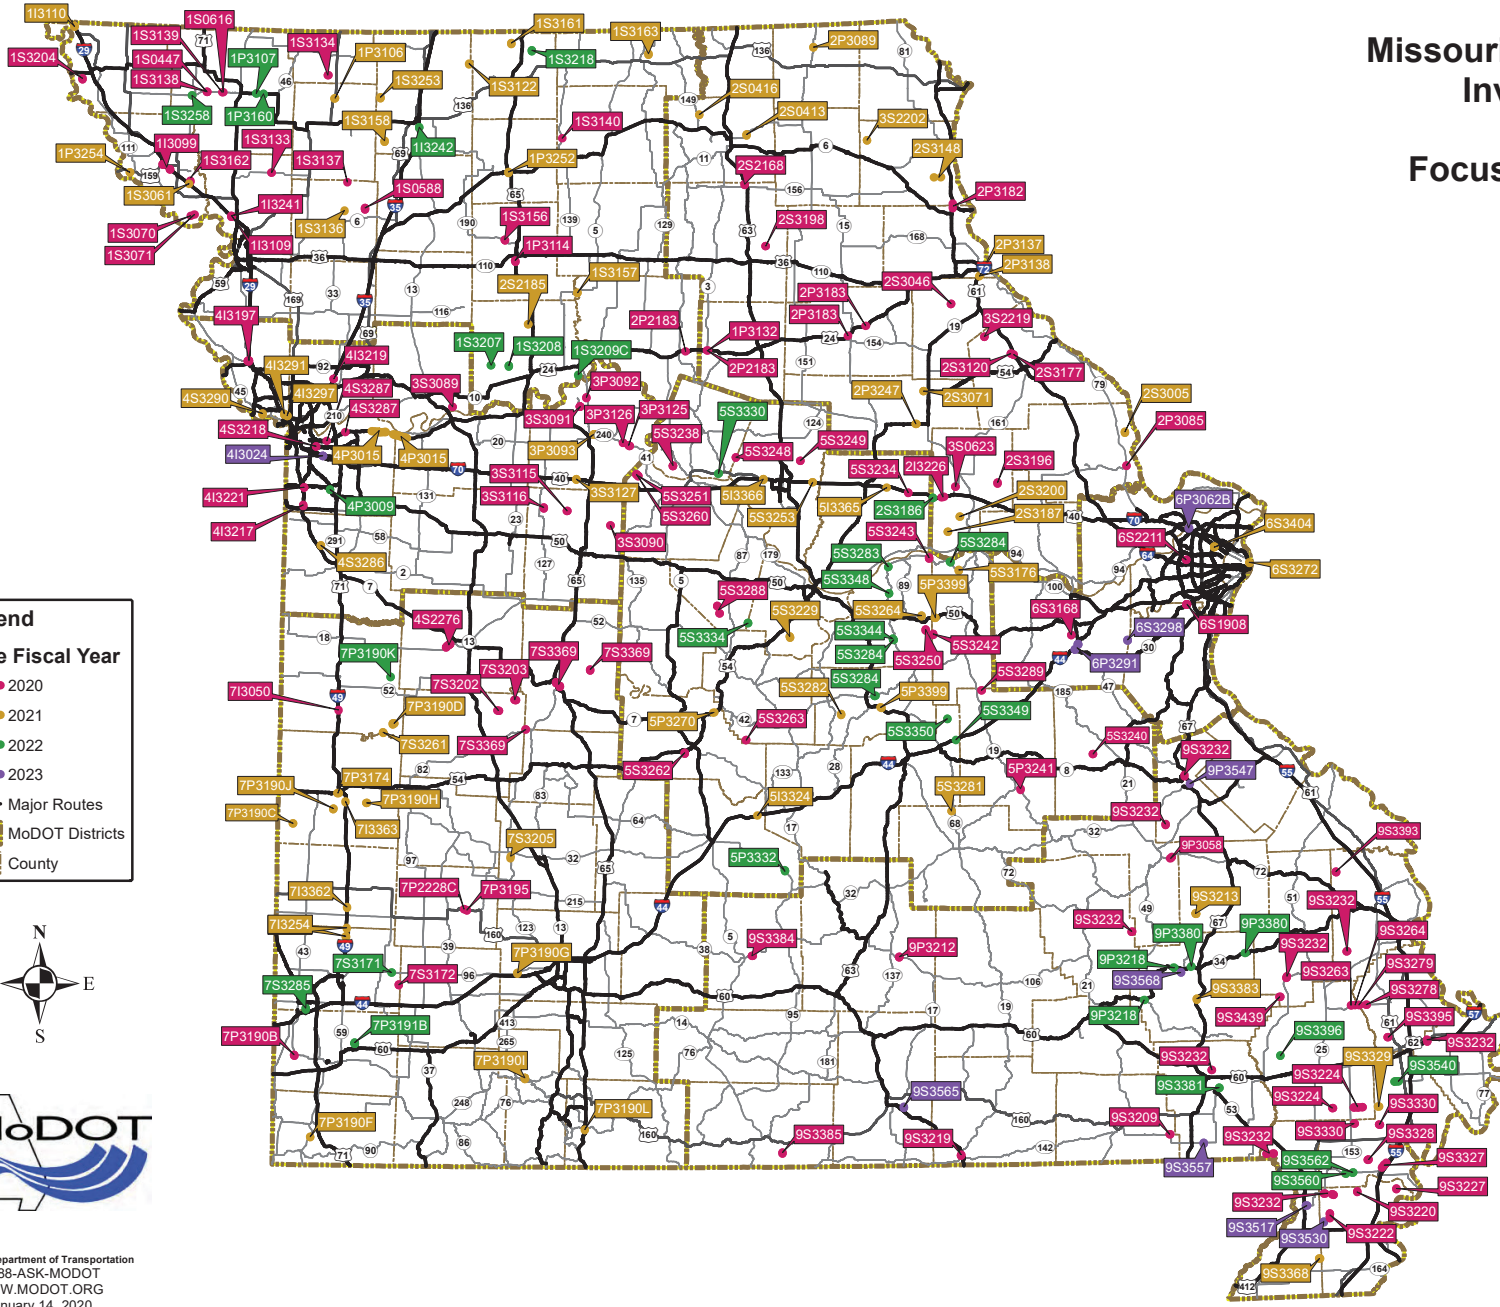 Missouri
Inv
Focus
1I3110
1S3204
1S0616
1S3139
1S0447
1S3138
1P3107
1S3134
1P3106
1S3253
1S3161
1S3218
1S3122
1S3163
2P3089
2S0416
2S0413
3S2202
2S3148
1S3258
1P3160
1S3158
1I3242
1S3140
1P3252
1P3254
1I3099
1S3162
1S3133
1S3137
1S0588
1S3061
1I3241
1S3136
1S3070
1S3071
1I3109
1S3156
1P3114
2S2168
2S3198
2P3182
2P3137
2P3138
1S3157
2S2185
2P3183
2P3183
2S3046
3S2219
4I3197
2P2183
1P3132
2P2183
2S3120
2S3177
1S3207
1S3208
1S3209C
4I3219
4I3291
4I3297
4S3287
4S3287
3S3089
3P3092
3S3091
3P3126
3P3125
5S3330
2P3247
2S3071
2S3005
2P3085
4S3290
4S3218
4I3024
4P3015
4P3015
3P3093
5S3238
5S3248
5S3249
5S3234
2I3226
3S0623
2S3196
4I3221
4I3217
4P3009
3S3115
3S3116
3S3127
5S3251
5S3260
5I3366
5S3253
5I3365
2S3186
2S3200
2S3187
6P3062B
6S2211
6S3404
6S3272
3S3090
4S3286
5S3243
5S3284
5S3283
5S3348
5S3176
5P3399
5S3288
5S3229
5S3264
5S3334
5S3344
5S3284
5S3242
5S3250
5S3284
6S3168
6S3298
6S1908
6P3291
4S2276
7P3190K
7S3369
7S3203
7S3202
7S3369
7I3050
7P3190D
7S3261
7S3369
5P3270
5S3263
5S3282
5P3399
5S3289
5S3349
5S3350
5S3262
5S3240
9S3232
9P3547
5P3241
7P3190J
7P3174
7P3190H
7P3190C
7I3363
5I3324
5S3281
9S3232
9P3058
9S3393
7S3205
5P3332
7I3362
7P2228C
7P3195
7I3254
9S3232
9S3213
9P3380
9P3380
9S3232
9S3264
9S3384
9P3212
9P3218
9S3568
9S3232
9S3263
9S3279
9S3278
7P3190G
7S3171
7S3172
7S3285
9S3383
9P3218
9S3439
9S3395
9S3232
9S3396
7P3190B
7P3191B
7P3190I
9S3232
9S3381
9S3224
9S3224
9S3329
9S3540
9S3330
9S3330
7P3190F
7P3190L
9S3385
9S3565
9S3219
9S3209
9S3232
9S3557
9S3328
9S3327
9S3562
9S3560
9S3227
9S3232
9S3220
9S3517
9S3530
9S3222
9S3368
end
e Fiscal Year
2020
2021
2022
2023
Major Routes
MoDOT Districts
County
N
E
S
MoDOT
epartment of Transportation
88-ASK-MODOT
W.MODOT.ORG
nuary 14, 2020